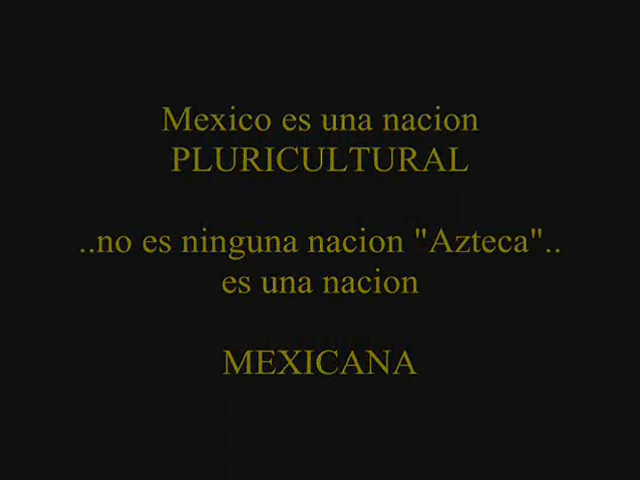 Mexico es una nacion
PLURICULTURAL
..no es ninguna nacion "Azteca"..
es una nacion
MEXICANA